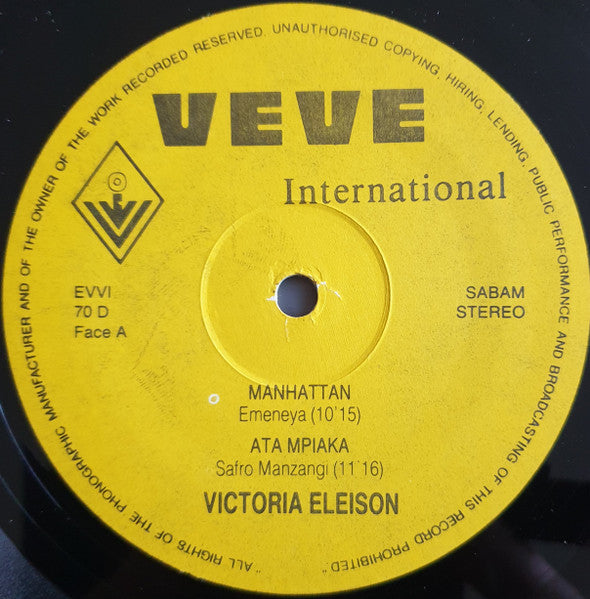 "ALL RIGHTS OF THE PHONOGRAPHIC MANUFACTURER AND OF THE OWNER OF THE WORK RECORDED RESERVED. UNAUTHORISED COPYING, HIRING, LENDING, PUBLIC PERFORMANCE AND BROADCASTING OF THIS RECORD PROHIBITED"
VEVE
International
EVVI
70 D
Face A
SABAM
STEREO
MANHATTAN
Emeneya (10'15)
ATA MPIAKA
Safro Manzangi (11'16)
VICTORIA ELEISON